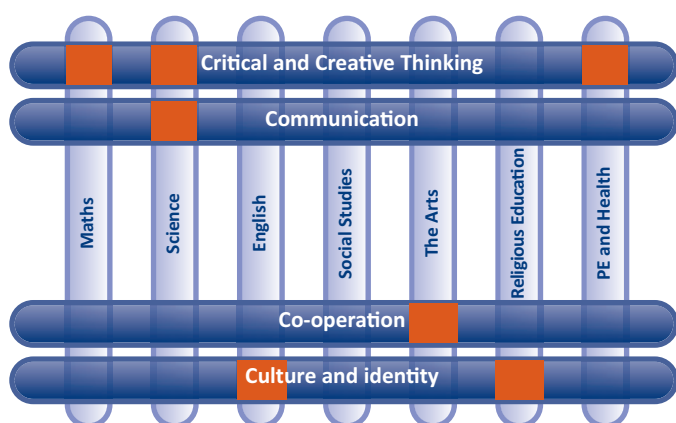 Critical and Creative Thinking
Communication
Maths
Science
English
Social Studies
The Arts
Religious Education
PE and Health
Co-operation
Culture and identity